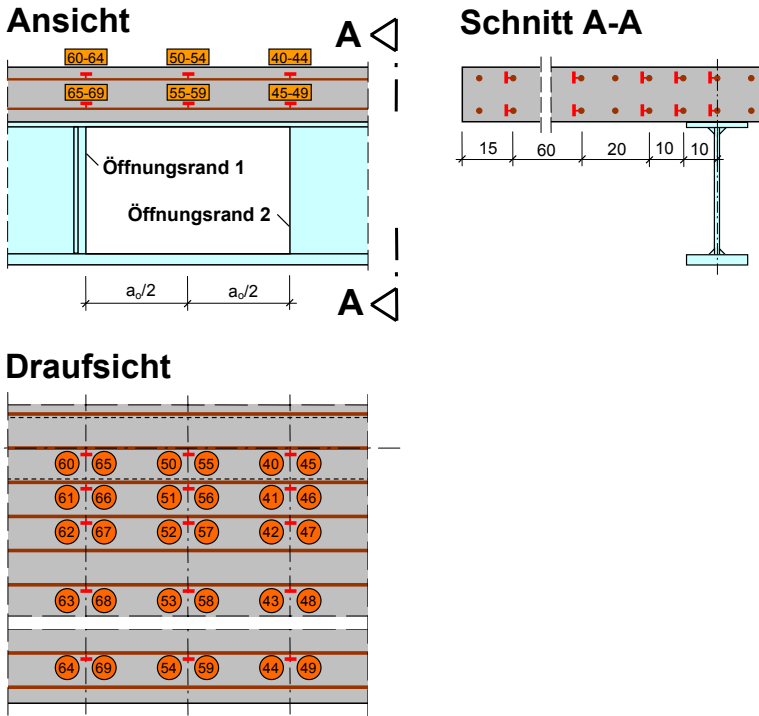 Ansicht
A
60-64 50-54 40-44
65-69 55-59 45-49
Öffnungsrand 1
Öffnungsrand 2
aₒ/2 aₒ/2
A
Schnitt A-A
15 60 20 10 10
Draufsicht
60 65 50 55 40 45
61 66 51 56 41 46
62 67 52 57 42 47
63 68 53 58 43 48
64 69 54 59 44 49